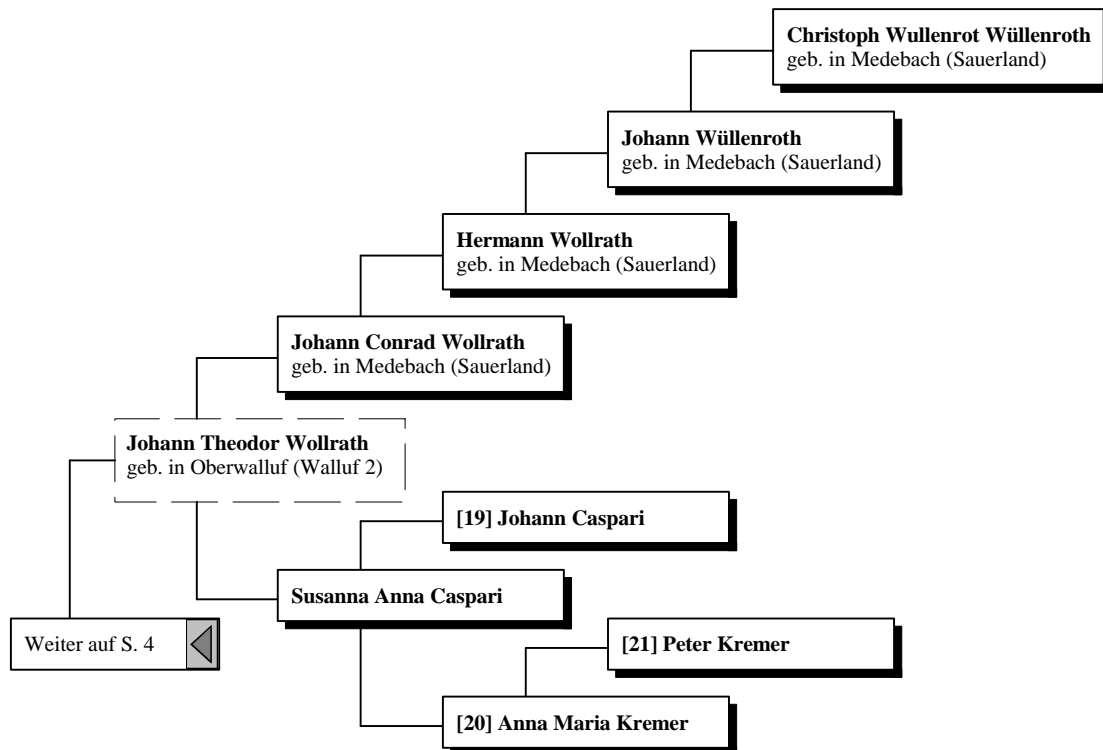 Christoph Wullenrot Wüllenroth
geb. in Medebach (Sauerland)
Johann Wüllenroth
geb. in Medebach (Sauerland)
Hermann Wollrath
geb. in Medebach (Sauerland)
Johann Conrad Wollrath
geb. in Medebach (Sauerland)
Johann Theodor Wollrath
geb. in Oberwalluf (Walluf 2)
[19] Johann Caspari
Susanna Anna Caspari
Weiter auf S. 4
[21] Peter Kremer
[20] Anna Maria Kremer